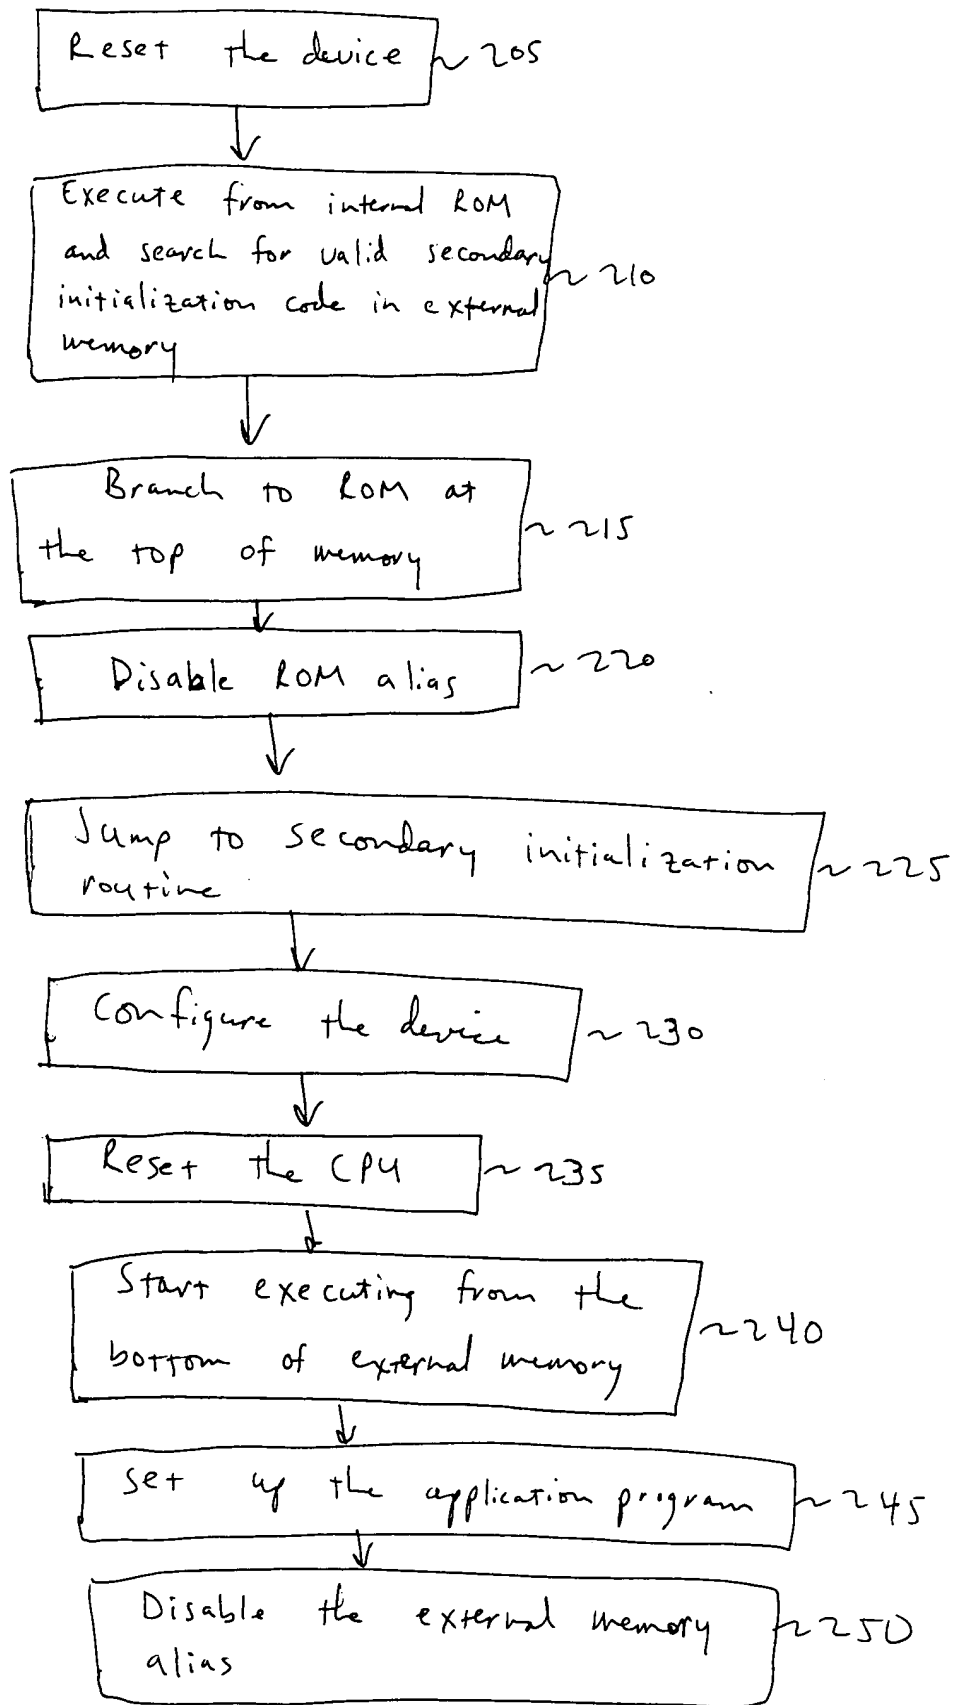 Reset the device ~ 205
Execute from internal ROM
and search for valid secondary
~ 210
initialization code in external
memory
Branch to ROM at
~ 215
the top of memory
Disable ROM alias ~ 220
Jump to secondary initialization
~ 225
routine
Configure the device ~ 230
Reset the CPU ~ 235
Start executing from the
~ 240
bottom of external memory
set up the application program ~ 245
Disable the external memory ~ 250
alias